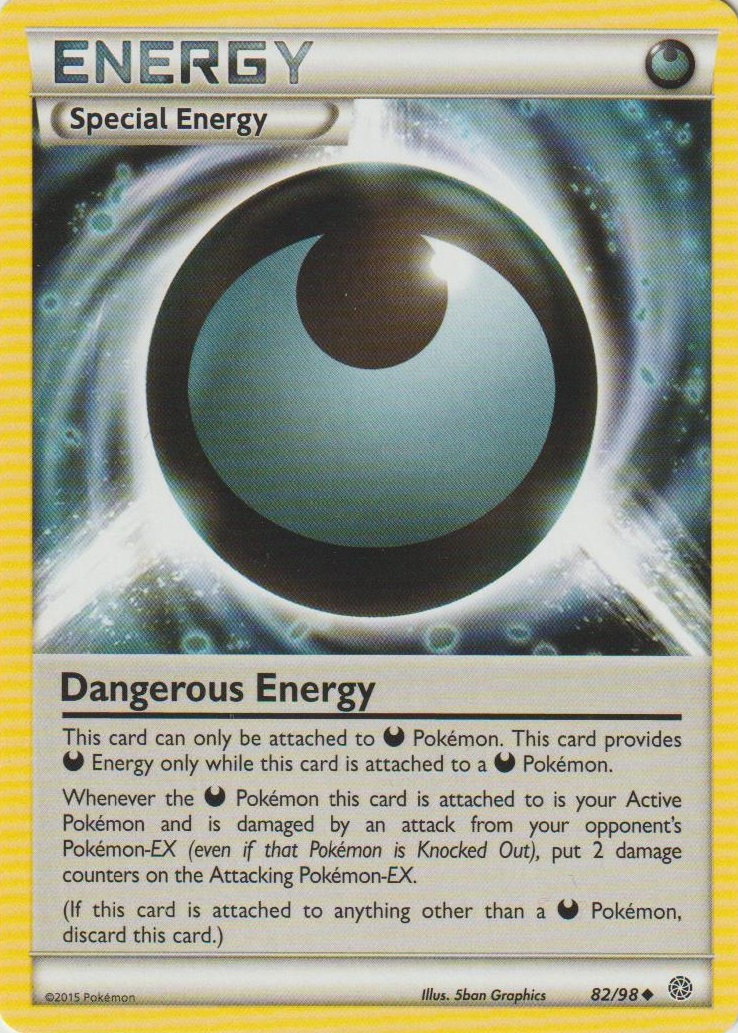 ENERGY
Special Energy
Dangerous Energy
This card can only be attached to Pokémon. This card provides
Energy only while this card is attached to a Pokémon.
Whenever the Pokémon this card is attached to is your Active
Pokémon and is damaged by an attack from your opponent's
Pokémon-EX (even if that Pokémon is Knocked Out), put 2 damage
counters on the Attacking Pokémon-EX.
(If this card is attached to anything other than a Pokémon,
discard this card.)
©2015 Pokémon Illus. 5ban Graphics 82/98◆